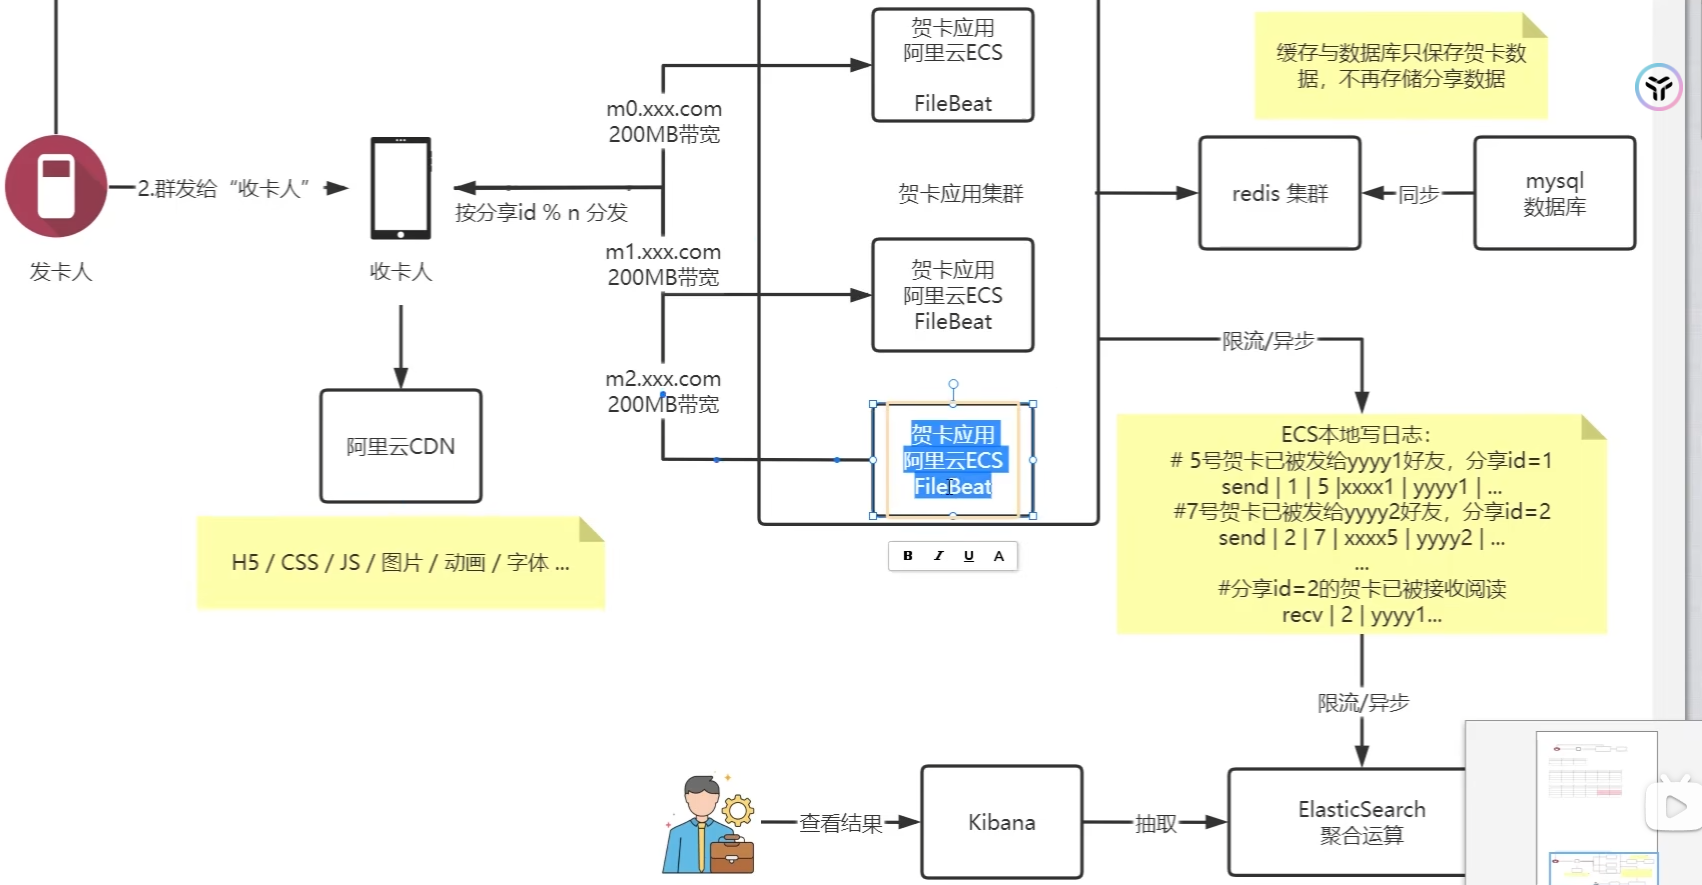 贺卡应用
阿里云ECS
FileBeat
缓存与数据库只保存贺卡数
据，不再存储分享数据
m0.xxx.com
200MB带宽
2.群发给“收卡人”
按分享id % n 分发
贺卡应用集群
redis 集群
同步
mysql
数据库
发卡人
收卡人
m1.xxx.com
200MB带宽
贺卡应用
阿里云ECS
FileBeat
限流/异步
m2.xxx.com
200MB带宽
阿里云CDN
贺卡应用
阿里云ECS
FileBeat
ECS本地写日志：
# 5号贺卡已被发给yyyy1好友，分享id=1
send | 1 | 5 |xxxx1 | yyyy1 | ...
#7号贺卡已被发给yyyy2好友，分享id=2
send | 2 | 7 | xxxx5 | yyyy2 | ...
...
#分享id=2的贺卡已被接收阅读
recv | 2 | yyyy1...
H5 / CSS / JS / 图片 / 动画 / 字体 ...
B I U A
限流/异步
查看结果
Kibana
抽取
ElasticSearch
聚合运算